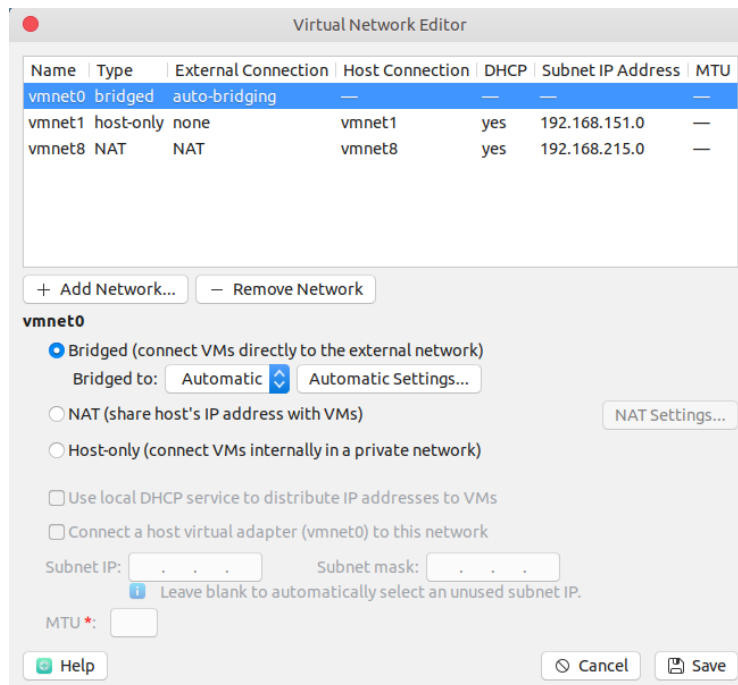 Virtual Network Editor
Name Type External Connection Host Connection DHCP Subnet IP Address MTU
vmnet0 bridged auto-bridging — — — —
vmnet1 host-only none vmnet1 yes 192.168.151.0 —
vmnet8 NAT NAT vmnet8 yes 192.168.215.0 —
+ Add Network... − Remove Network
vmnet0
Bridged (connect VMs directly to the external network)
Bridged to: Automatic Automatic Settings...
NAT (share host's IP address with VMs) NAT Settings...
Host-only (connect VMs internally in a private network)
Use local DHCP service to distribute IP addresses to VMs
Connect a host virtual adapter (vmnet0) to this network
Subnet IP: . . . Subnet mask: . . .
i Leave blank to automatically select an unused subnet IP.
MTU *:
Help Cancel Save